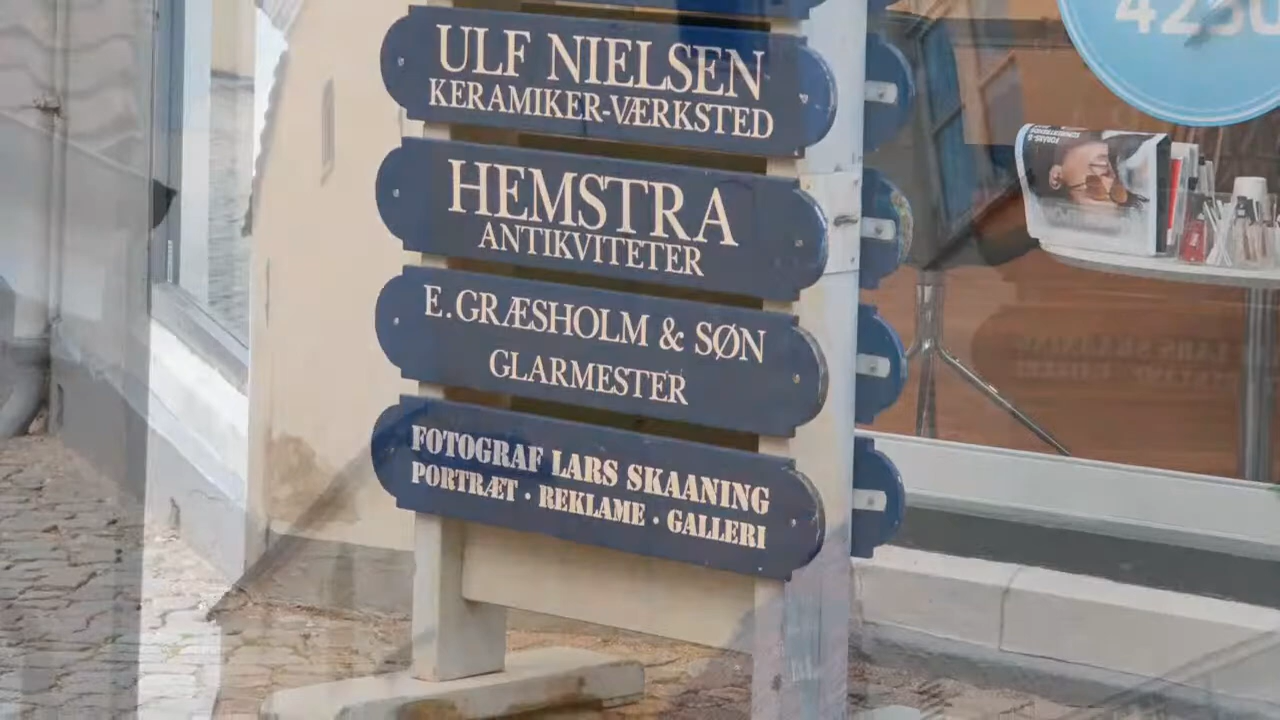 ULF NIELSEN
KERAMIKER-VÆRKSTED
HEMSTRA
ANTIKVITETER
E. GRÆSHOLM & SØN
GLARMESTER
FOTOGRAF LARS SKAANING
PORTRÆT · REKLAME · GALLERI